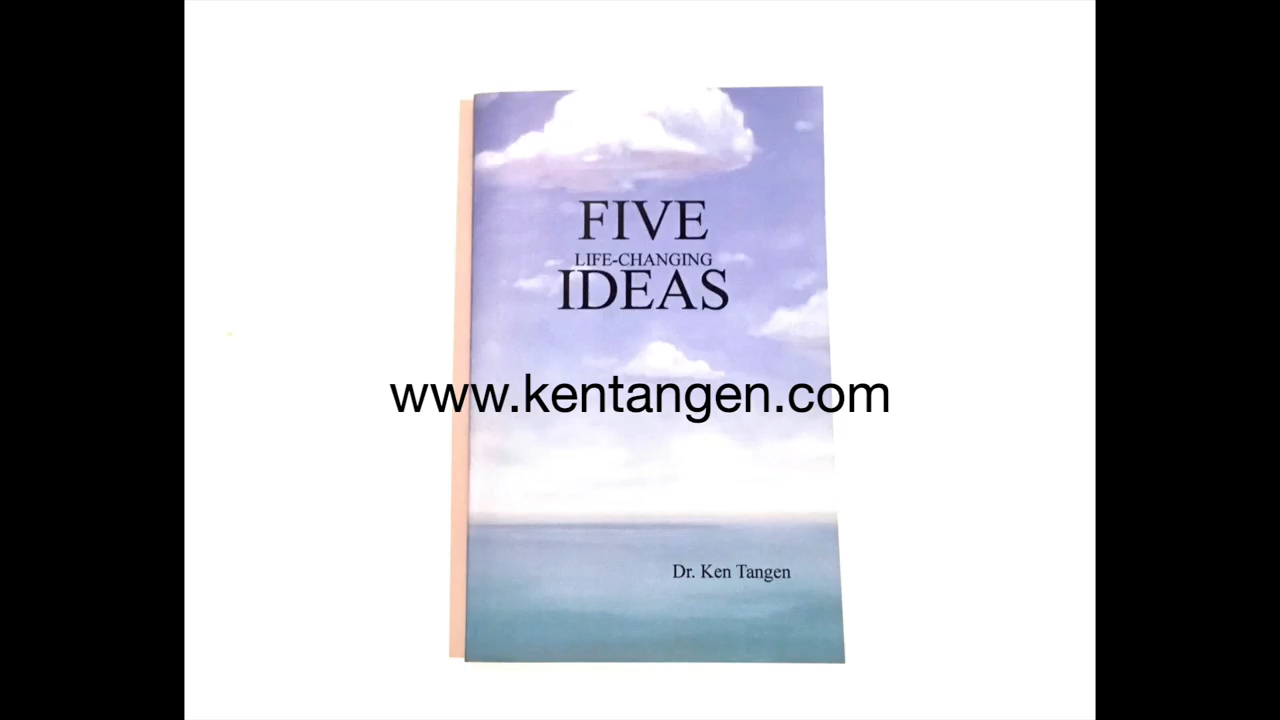 FIVE
LIFE-CHANGING
IDEAS
www.kentangen.com
Dr. Ken Tangen